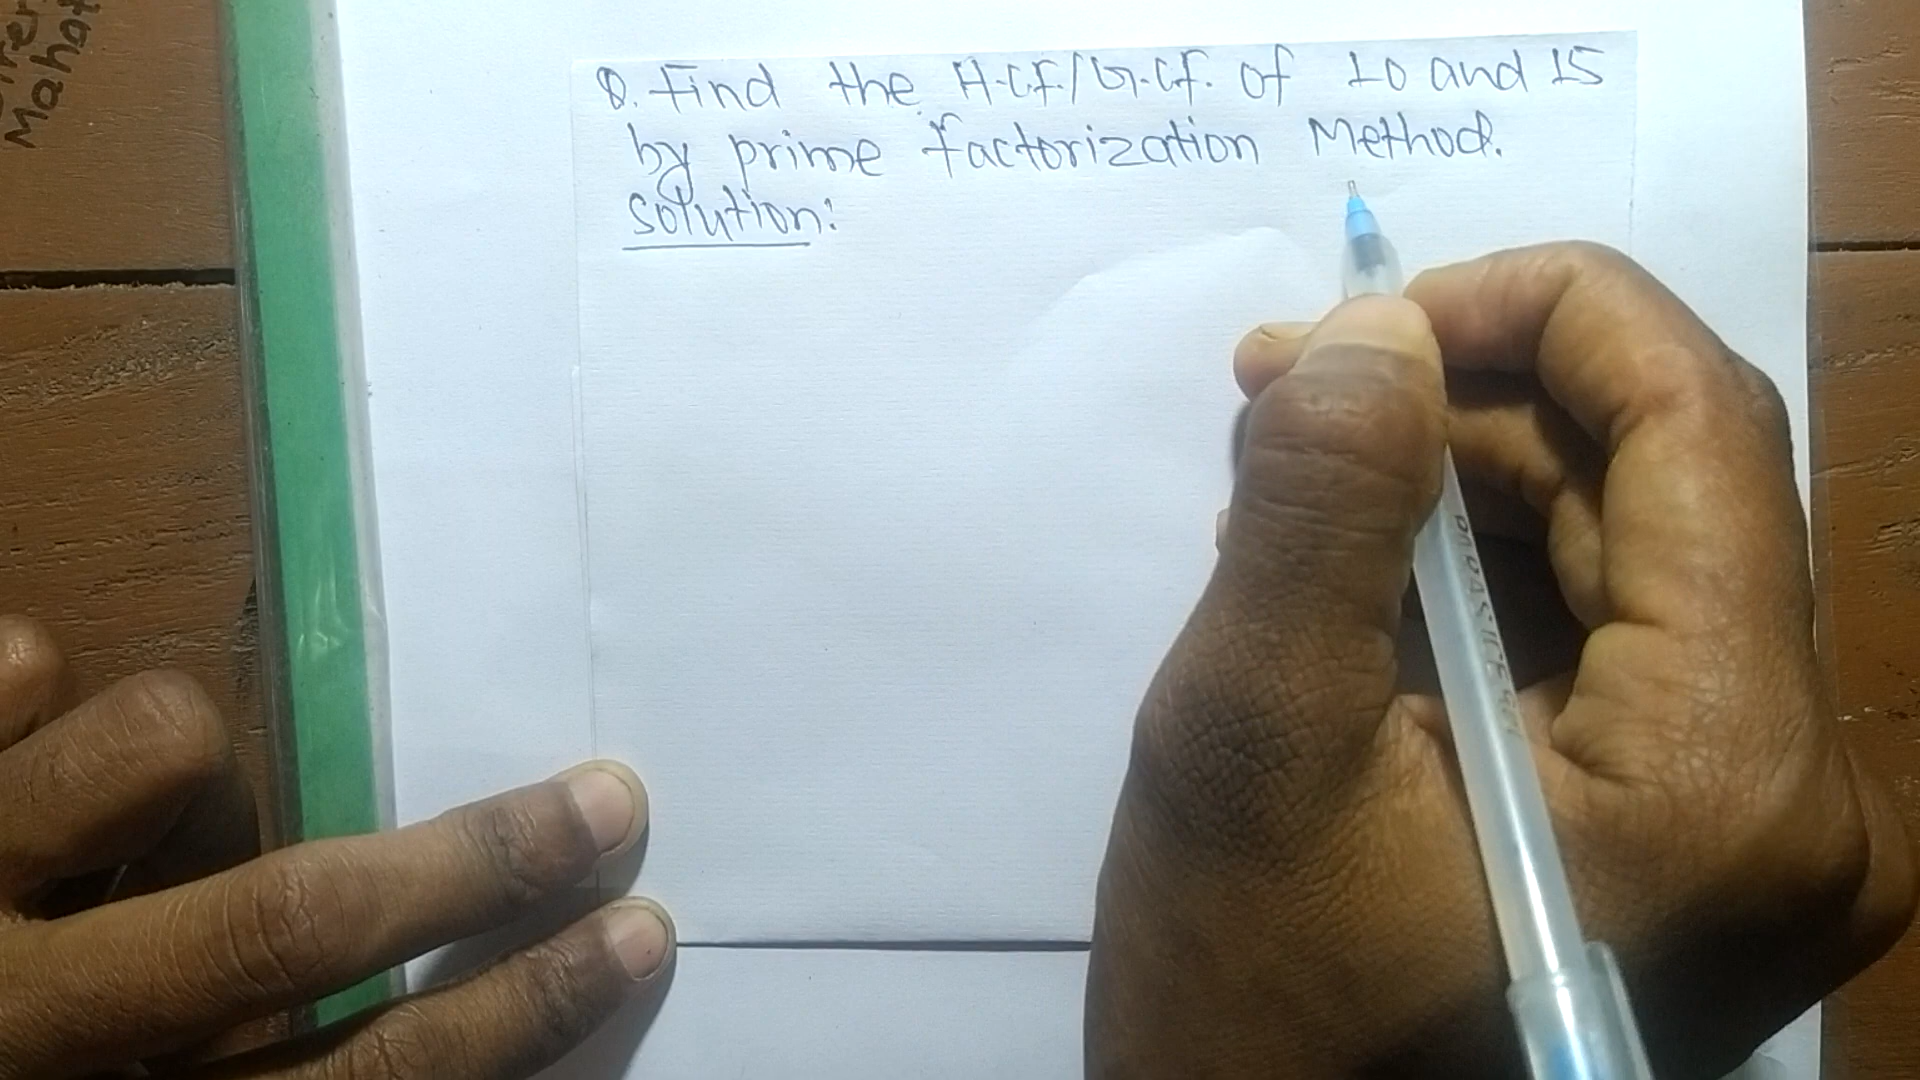 Q. Find the H.C.F./G.C.F. of 10 and 15
by prime factorization Method.
Solution: